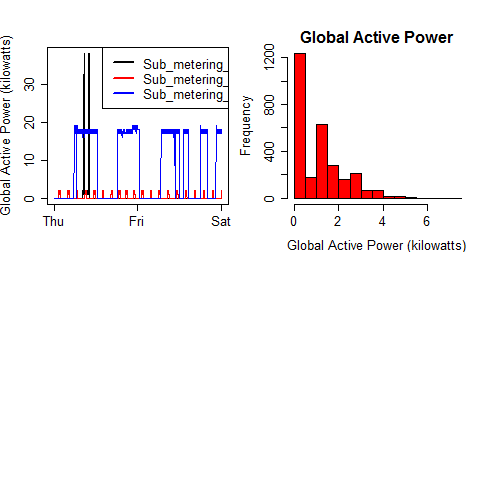 Global Active Power (kilowatts)
0 10 20 30
Thu Fri Sat
Sub_metering_
Sub_metering_
Sub_metering_
Global Active Power
Frequency
0 400 800 1200
0 2 4 6
Global Active Power (kilowatts)